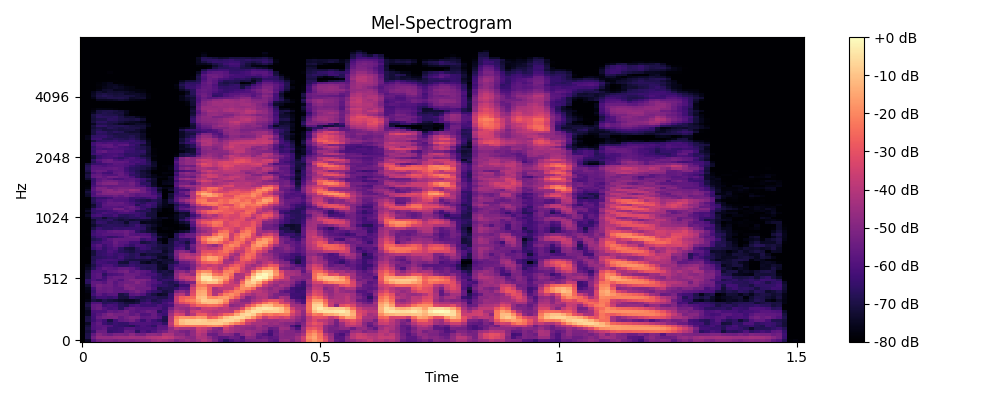 Mel-Spectrogram
+0 dB
4096
-10 dB
-20 dB
2048
-30 dB
Hz
-40 dB
1024
-50 dB
512
-60 dB
-70 dB
0
-80 dB
0
0.5
1
1.5
Time